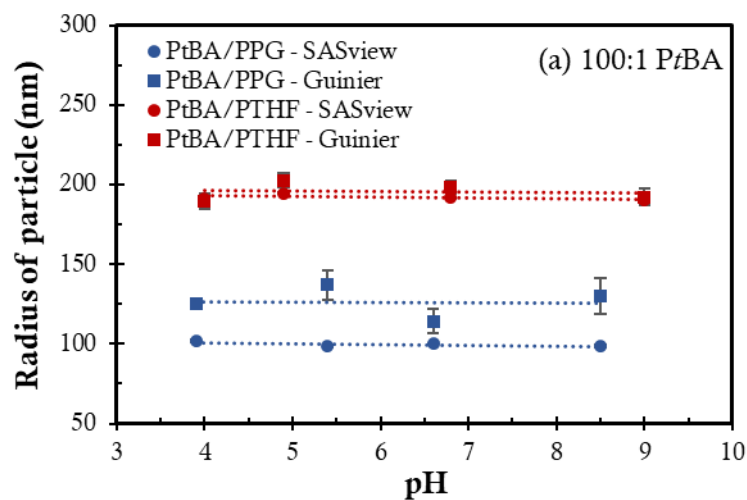 300
250
200
150
100
50
PtBA/PPG - SASview
PtBA/PPG - Guinier
PtBA/PTHF - SASview
PtBA/PTHF - Guinier
(a) 100:1 PtBA
Radius of particle (nm)
3 4 5 6 7 8 9 10
pH